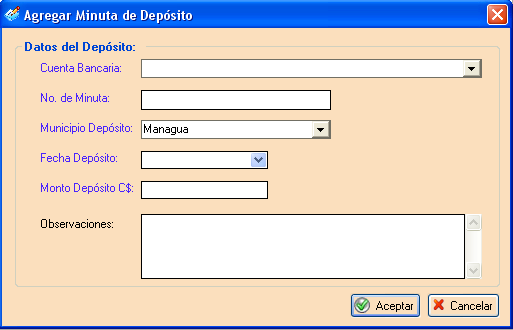 Agregar Minuta de Depósito
Datos del Depósito:
Cuenta Bancaria:
No. de Minuta:
Municipio Depósito: Managua
Fecha Depósito:
Monto Depósito C$:
Observaciones:
Aceptar Cancelar